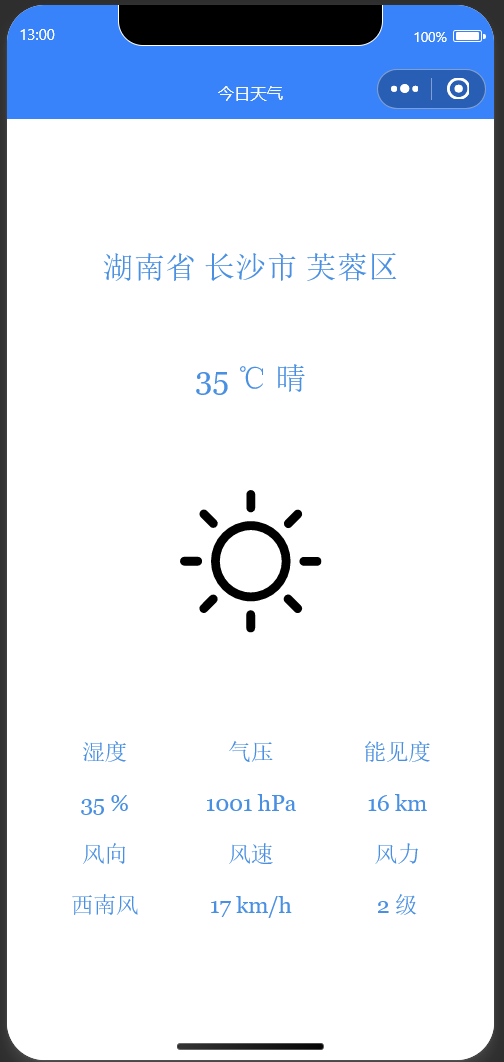 13:00
100%
今日天气
湖南省 长沙市 芙蓉区
35 ℃ 晴
湿度 气压 能见度
35 % 1001 hPa 16 km
风向 风速 风力
西南风 17 km/h 2 级